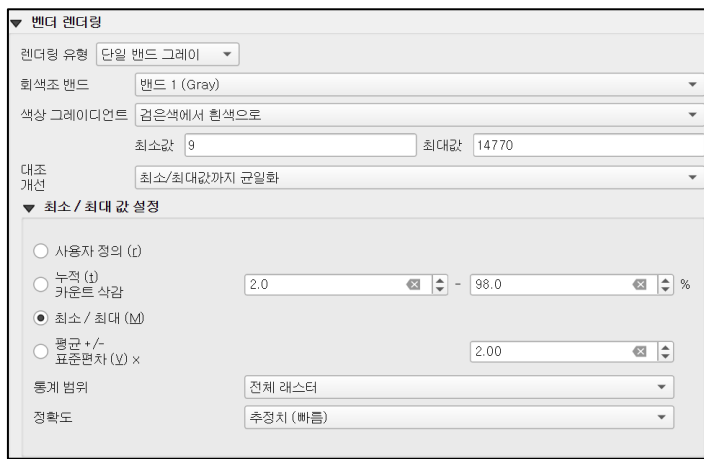 벤더 렌더링
렌더링 유형 단일 밴드 그레이
회색조 밴드 밴드 1 (Gray)
색상 그레이디언트 검은색에서 흰색으로
최소값 9 최대값 14770
대조
개선 최소/최대값까지 균일화
최소 / 최대 값 설정
사용자 정의 (r)
누적 (t)
카운트 삭감 2.0 - 98.0 %
최소 / 최대 (M)
평균 +/-
표준편차 (V) × 2.00
통계 범위 전체 래스터
정확도 추정치 (빠름)